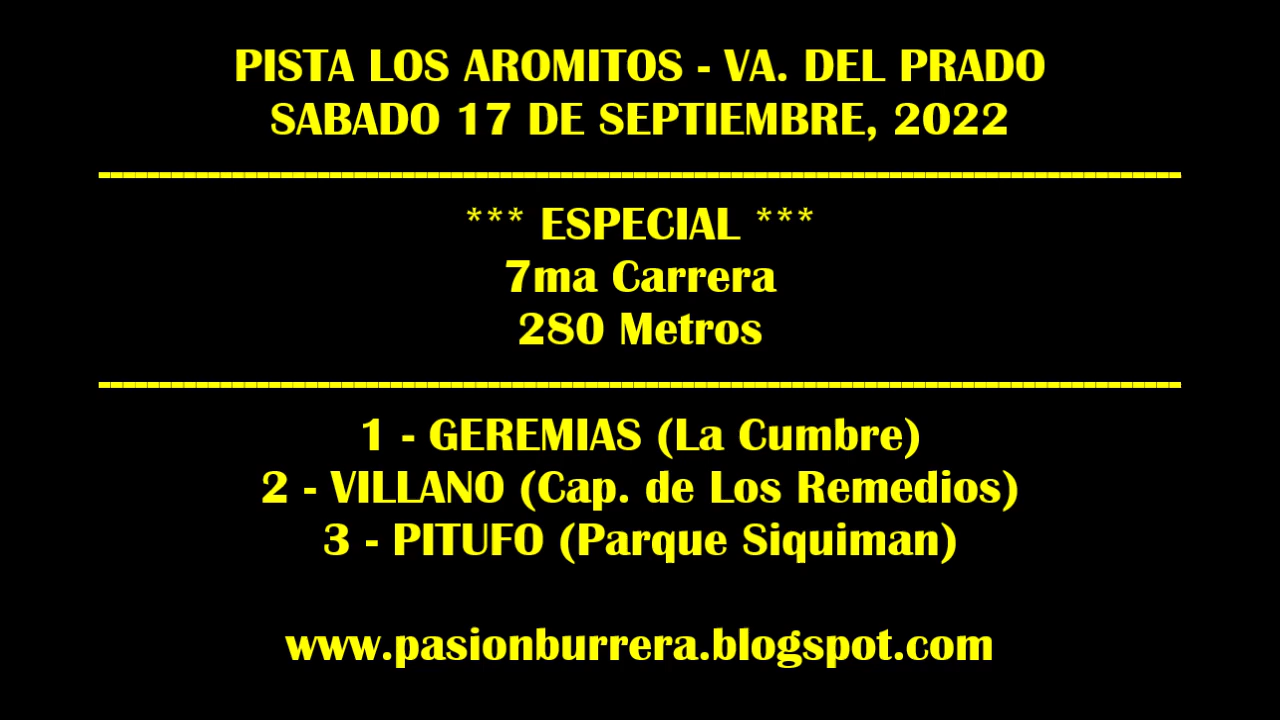 PISTA LOS AROMITOS - VA. DEL PRADO
SABADO 17 DE SEPTIEMBRE, 2022
*** ESPECIAL ***
7ma Carrera
280 Metros
1 - GEREMIAS (La Cumbre)
2 - VILLANO (Cap. de Los Remedios)
3 - PITUFO (Parque Siquiman)
www.pasionburrera.blogspot.com